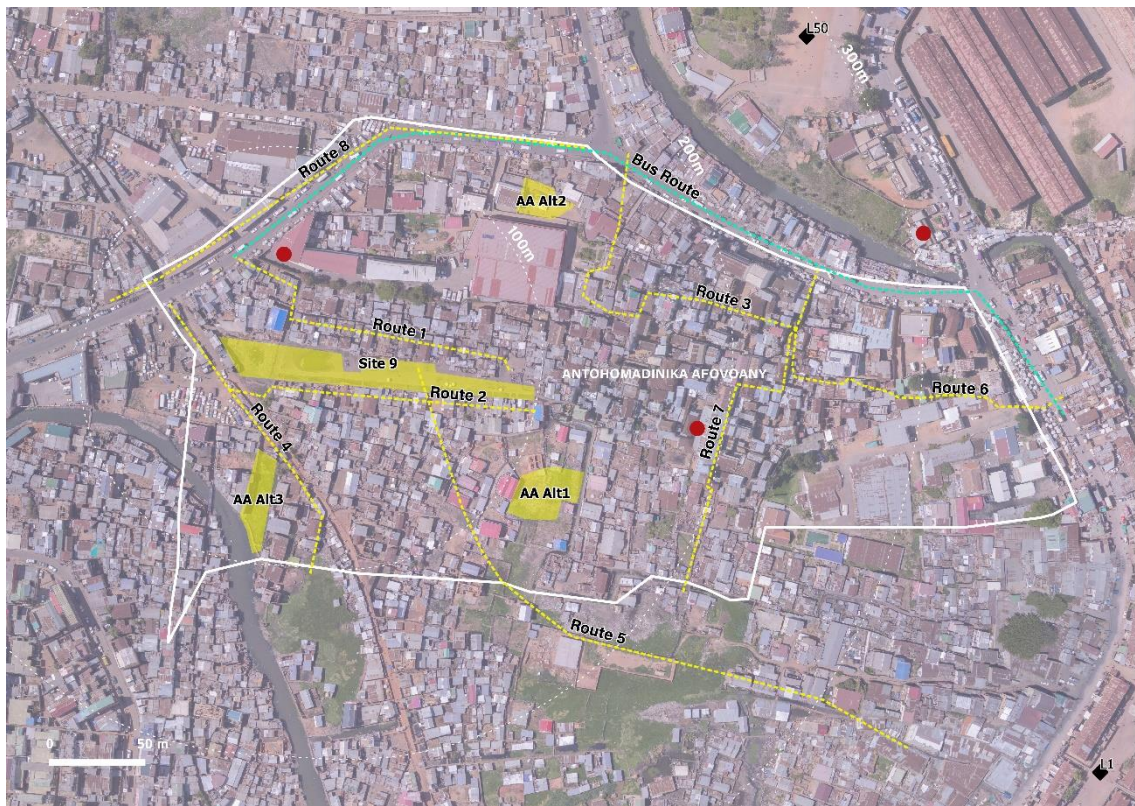 L50
300m
Route 8
200m
Bus Route
AA Alt2
100m
Route 3
Route 1
Site 9
ANTOHOMADINIKA AFOVOANY
Route 6
Route 2
Route 7
Route 4
AA Alt3
AA Alt1
Route 5
0 50 m
L1